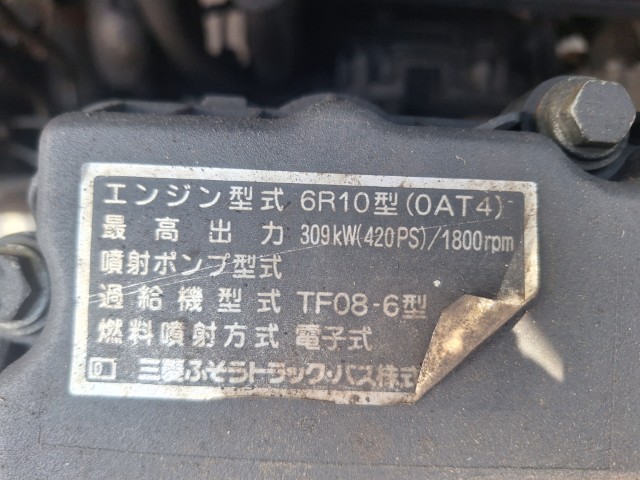 エンジン型式 6R10型(0AT4)
最高出力 309kW(420PS)/1800rpm
噴射ポンプ型式
過給機型式 TF08-6型
燃料噴射方式 電子式
三菱ふそうトラック・バス株式